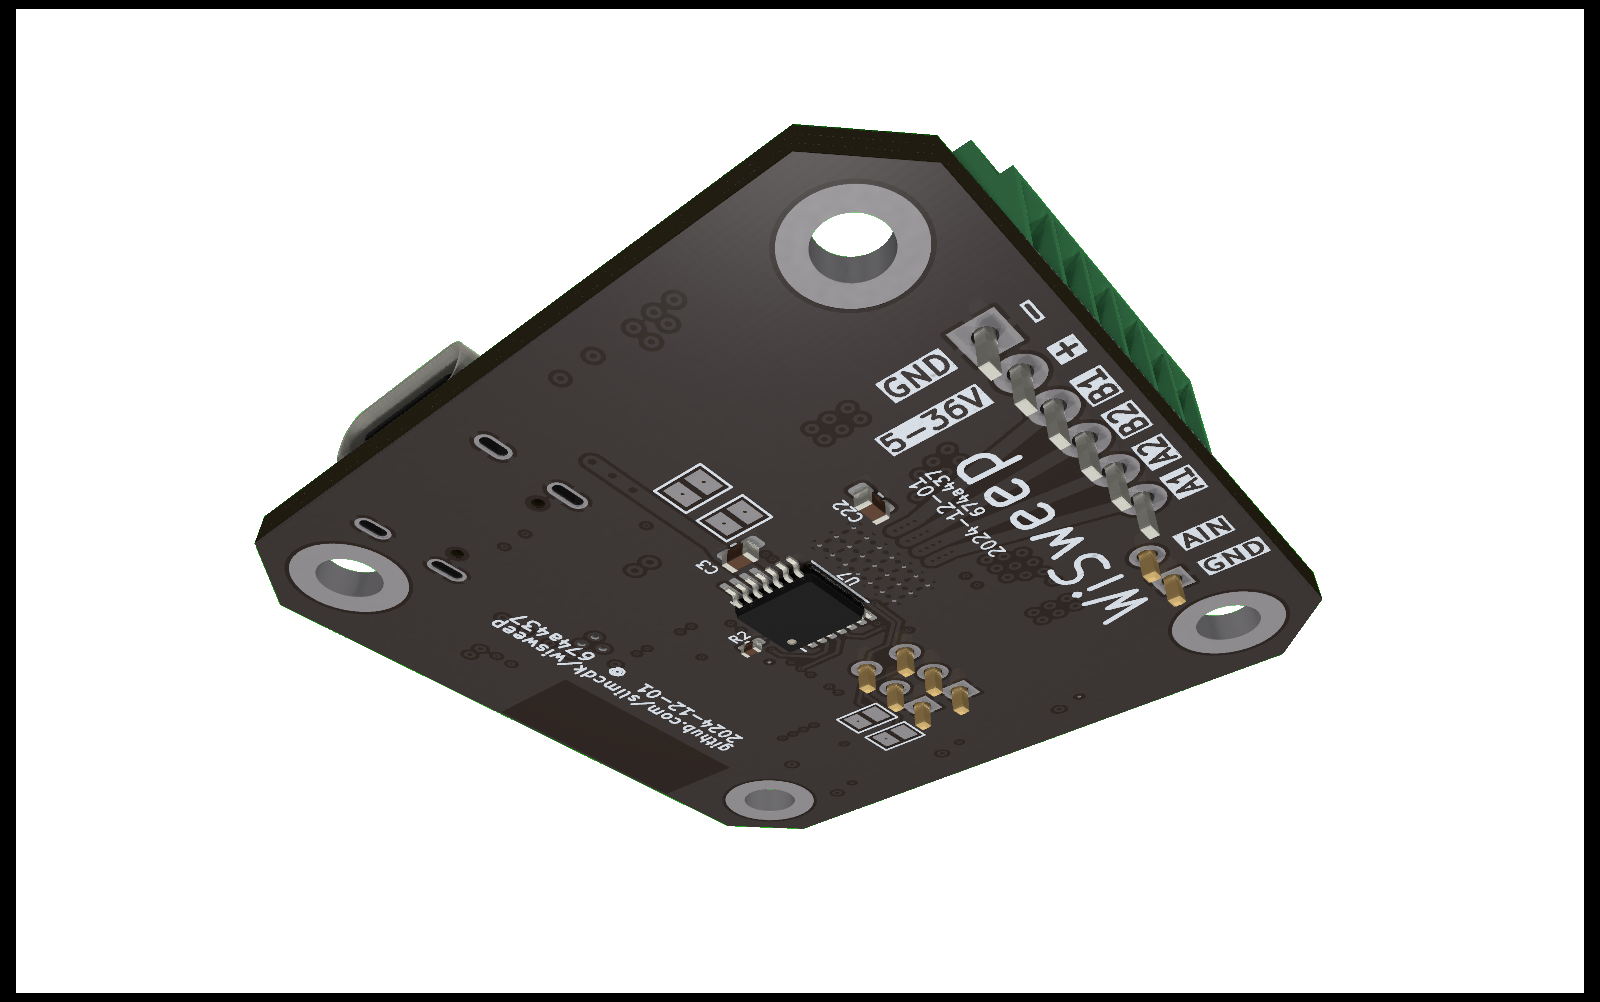 −
+
B1
B2
A2
A1
AIN
GND
GND
5-36V
WiSweep
2024-12-01
674a437
C22
C3
U7
R3
github.com/slimcdk/wisweep
2024-12-01 @ 674a437